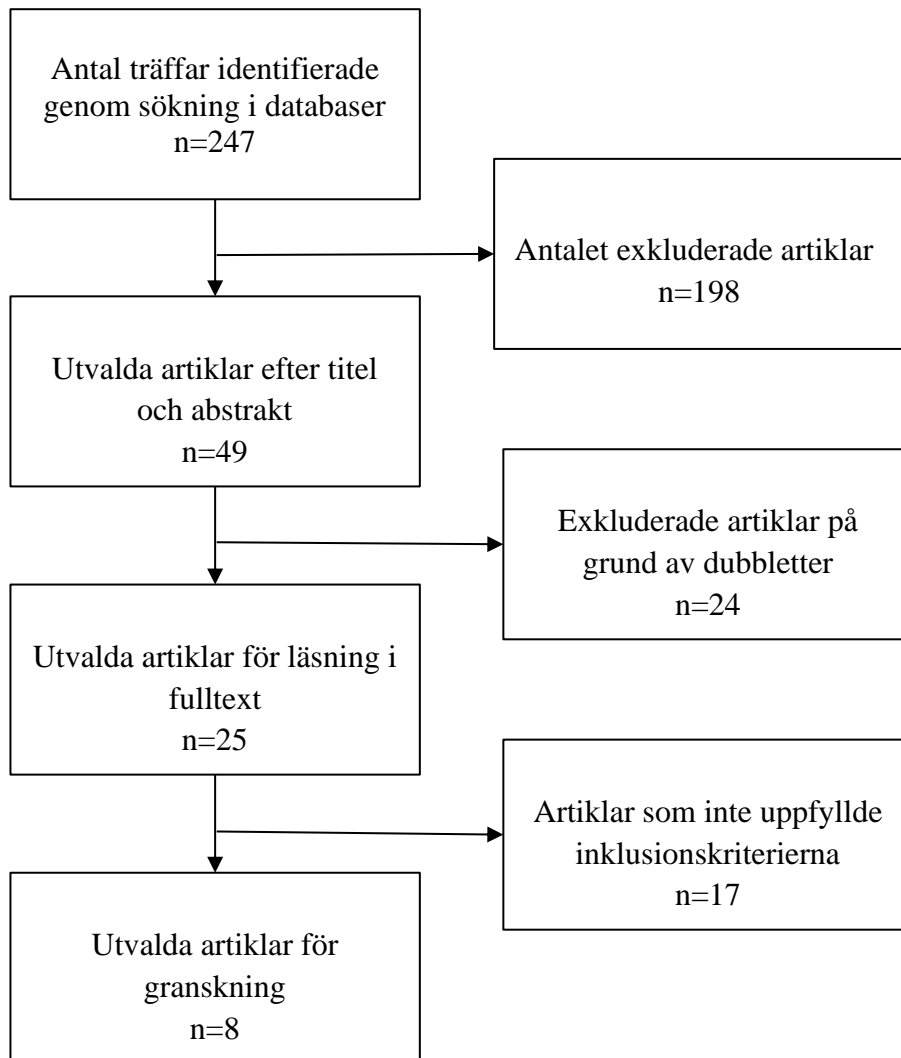 Antal träffar identifierade
genom sökning i databaser
n=247
Antalet exkluderade artiklar
n=198
Utvalda artiklar efter titel
och abstrakt
n=49
Exkluderade artiklar på
grund av dubbletter
n=24
Utvalda artiklar för läsning i
fulltext
n=25
Artiklar som inte uppfyllde
inklusionskriterierna
n=17
Utvalda artiklar för
granskning
n=8